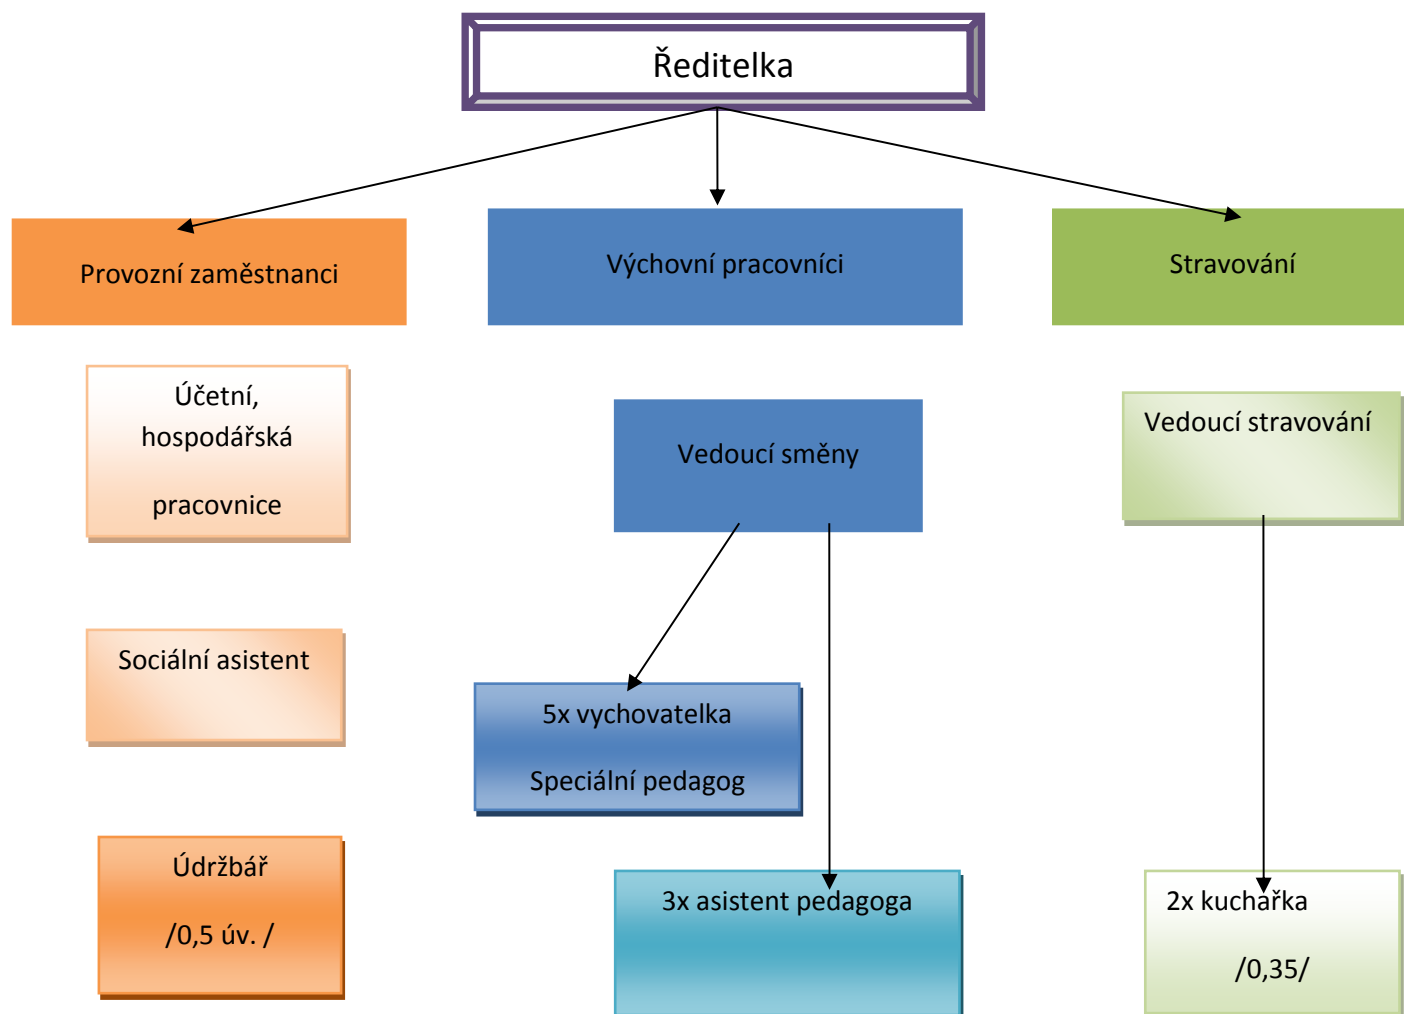 Ředitelka
Provozní zaměstnanci
Výchovní pracovníci
Stravování
Účetní,
hospodářská
pracovnice
Vedoucí směny
Vedoucí stravování
Sociální asistent
5x vychovatelka
Speciální pedagog
Údržbář
/0,5 úv. /
3x asistent pedagoga
2x kuchařka
/0,35/